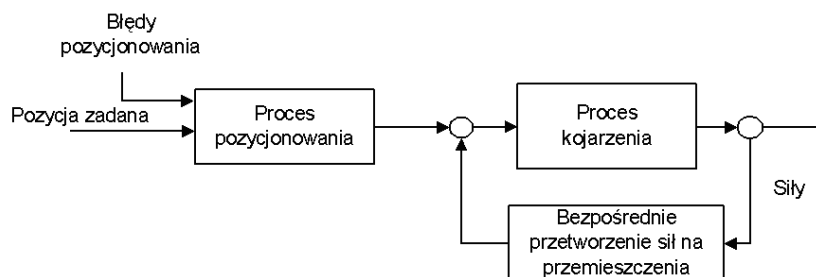 Błędy
pozycjonowania
Pozycja zadana
Proces
pozycjonowania
Proces
kojarzenia
Siły
Bezpośrednie
przetworzenie sił na
przemieszczenia